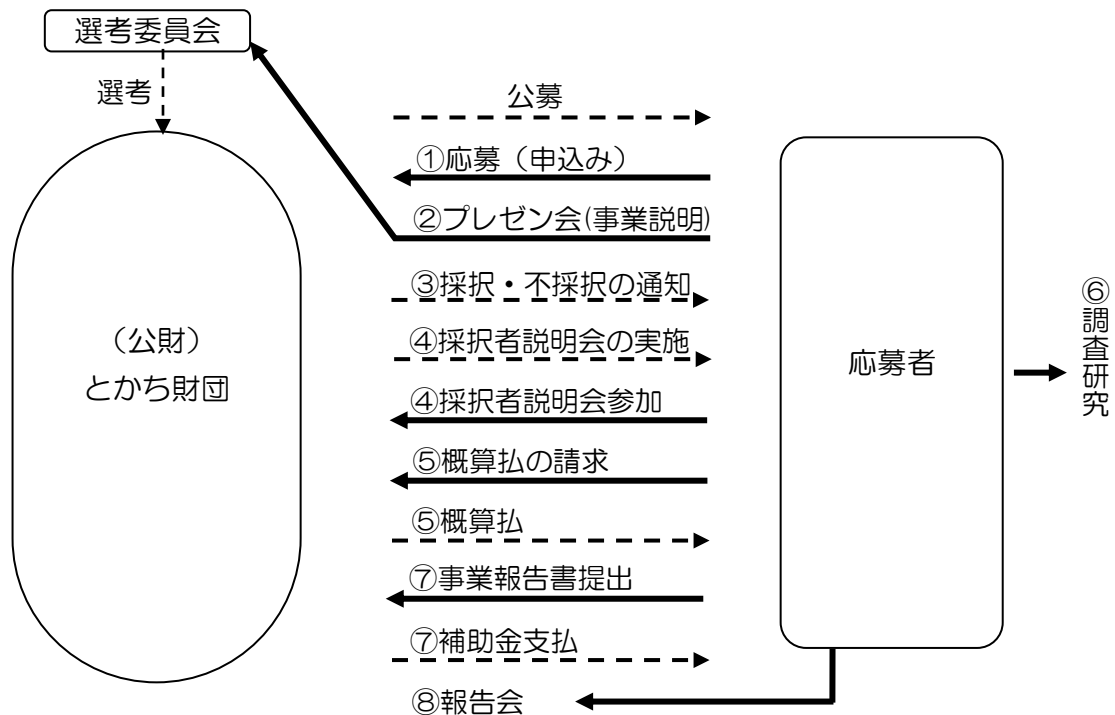 選考委員会
選考
公募
①応募（申込み）
②プレゼン会(事業説明)
③採択・不採択の通知
④採択者説明会の実施
④採択者説明会参加
⑤概算払の請求
⑤概算払
⑦事業報告書提出
⑦補助金支払
⑧報告会
（公財）
とかち財団
応募者
⑥調査研究